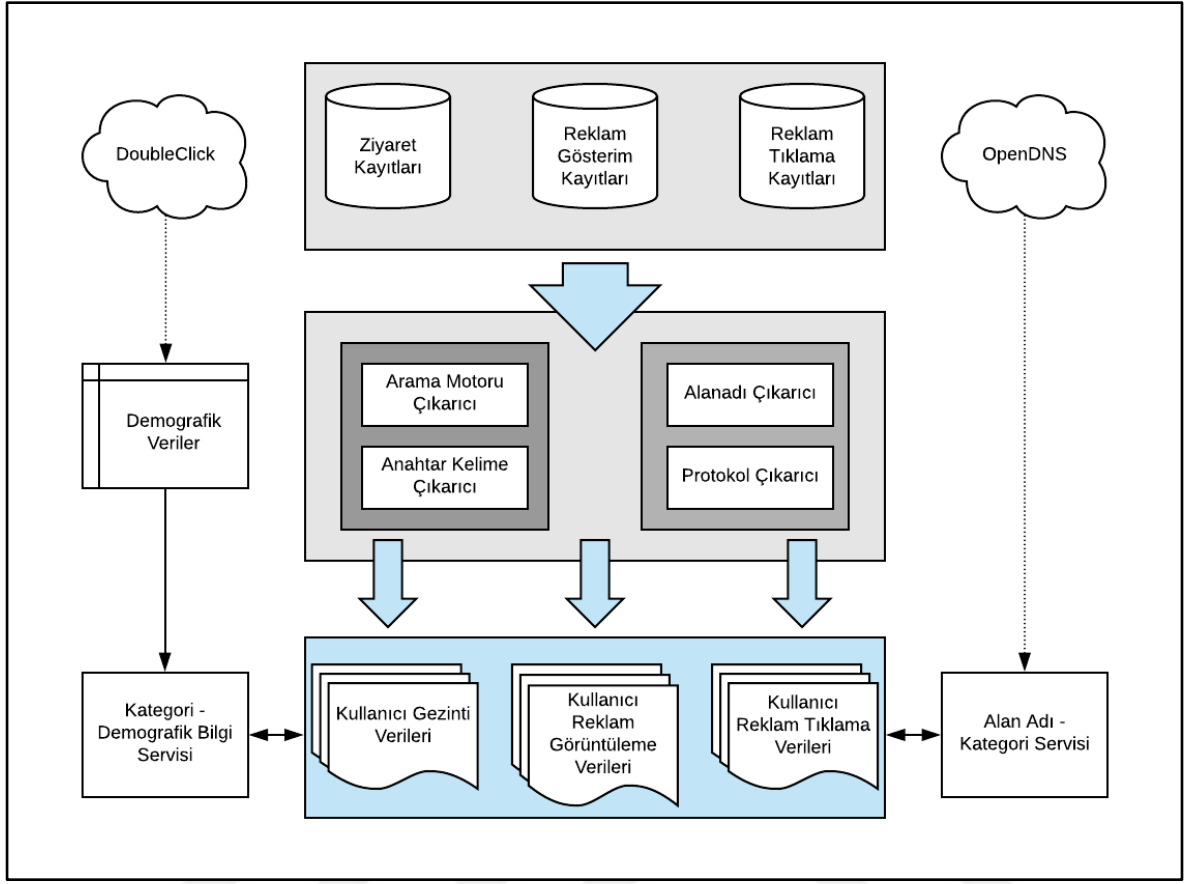 DoubleClick
Ziyaret
Kayıtları
Reklam
Gösterim
Kayıtları
Reklam
Tıklama
Kayıtları
OpenDNS
Demografik
Veriler
Arama Motoru
Çıkarıcı
Anahtar Kelime
Çıkarıcı
Alanadı Çıkarıcı
Protokol Çıkarıcı
Kategori -
Demografik Bilgi
Servisi
Kullanıcı Gezinti
Verileri
Kullanıcı
Reklam
Görüntüleme
Verileri
Kullanıcı
Reklam Tıklama
Verileri
Alan Adı -
Kategori Servisi